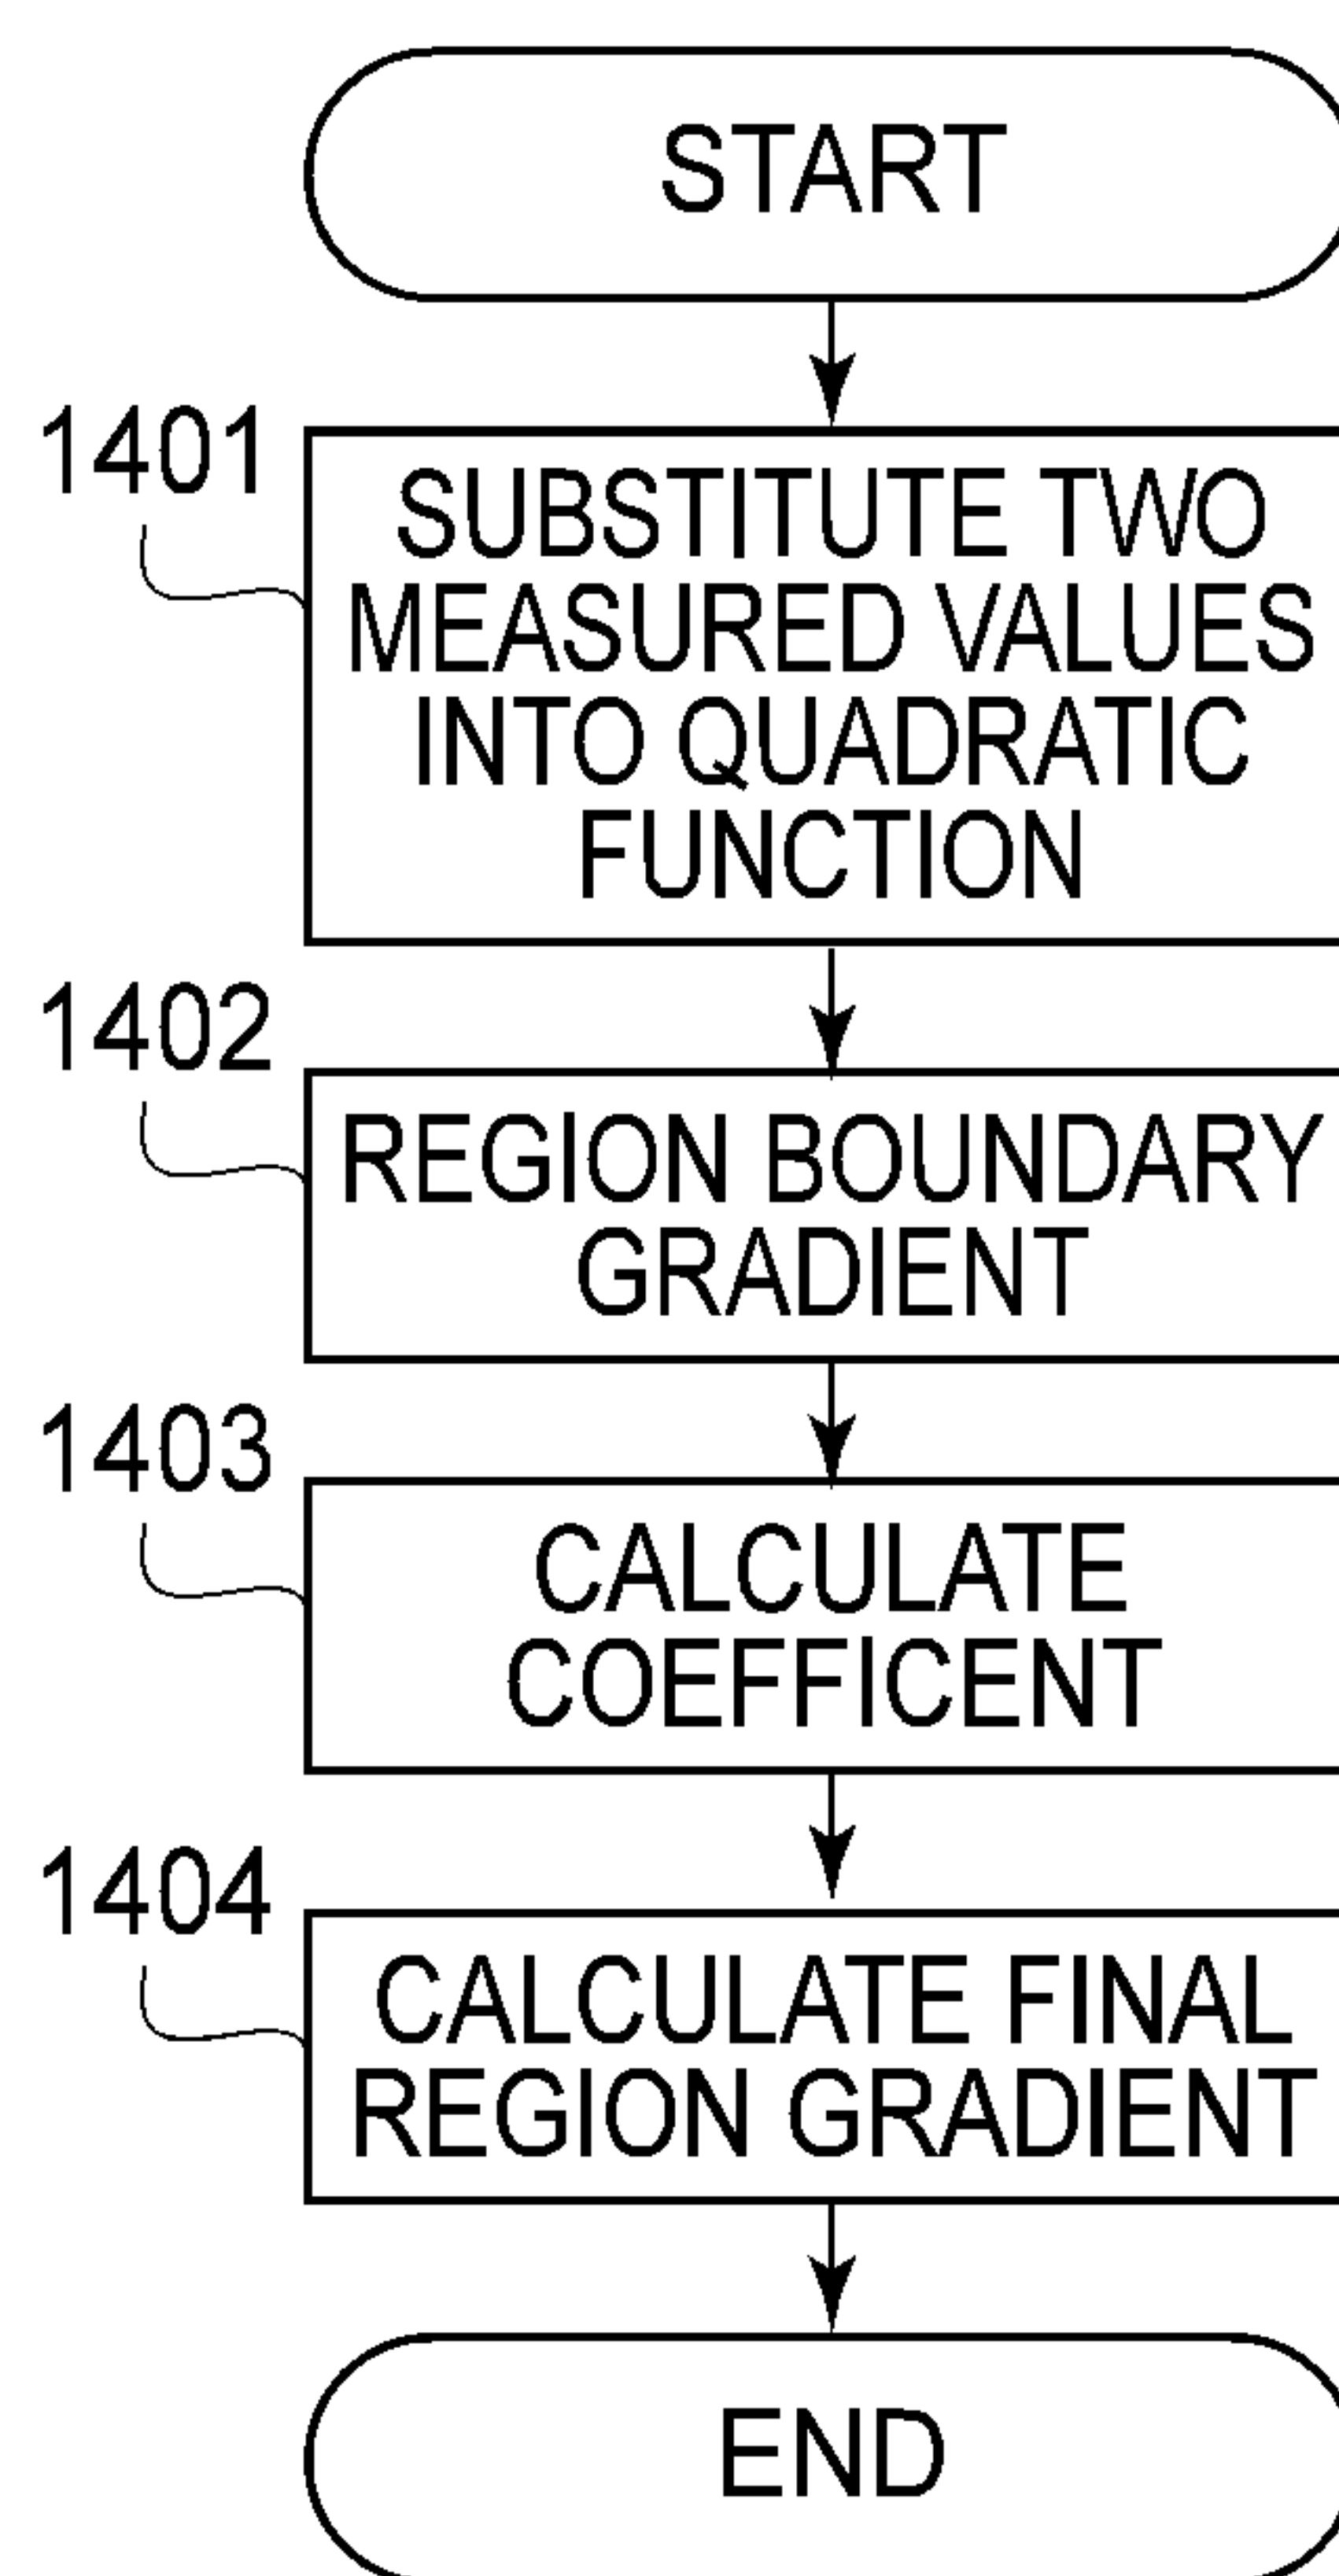 START
1401
SUBSTITUTE TWO
MEASURED VALUES
INTO QUADRATIC
FUNCTION
1402
REGION BOUNDARY
GRADIENT
1403
CALCULATE
COEFFICENT
1404
CALCULATE FINAL
REGION GRADIENT
END